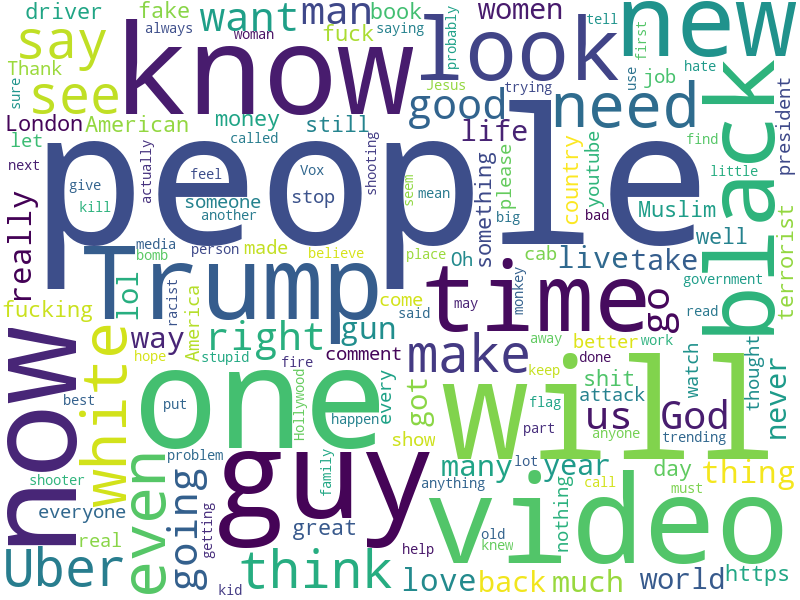 driver
fake
always
want
woman
man
fuck
book
saying
probably
women
tell
new
first
say
know
look
Thank
see
sure
Jesus
trying
use
job
hate
good
need
black
president
London
American
money
called
still
life
let
people
next
actually
give
feel
Vox
shooting
kill
someone
stop
another
seem
mean
something
please
big
country
bad
youtube
find
little
Muslim
well
really
media
bomb
person
made
believe
place
Oh
cab
live
take
government
terrorist
Trump
time
go
fucking
lol
racist
America
come
said
may
monkey
read
now
white
way
right
gun
comment
make
away
better
work
hope
stupid
fire
done
keep
watch
thought
never
best
one
put
Hollywood
happen
every
got
will
shit
attack
flag
us
God
part
anyone
trending
show
guy
even
going
problem
family
many
lot
year
day
thing
shooter
anything
call
must
everyone
getting
great
video
nothing
real
old
knew
help
Uber
think
kid
love
back
much
world
https